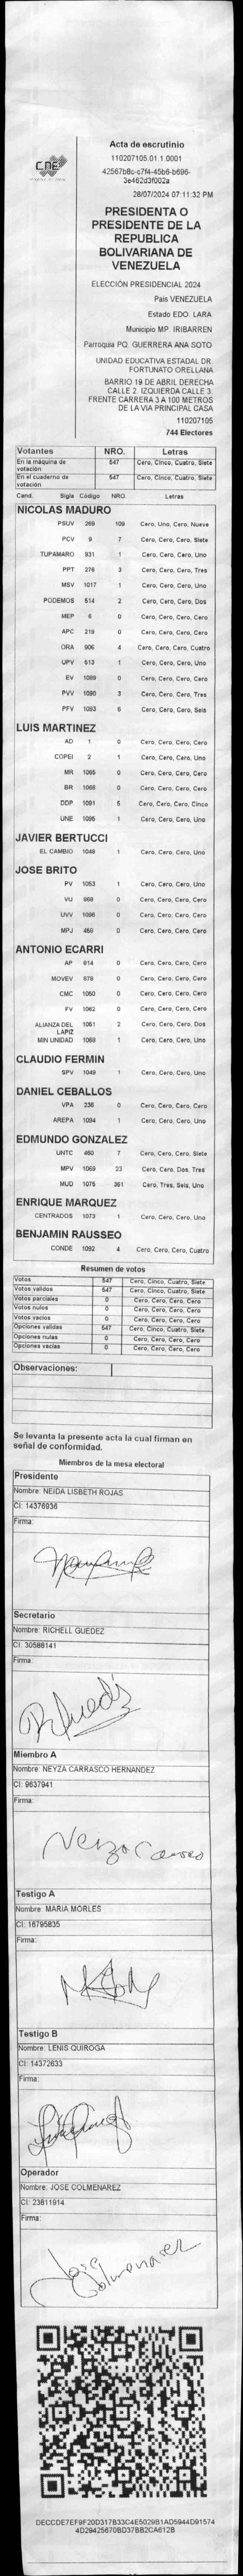 CNE
Acta de escrutinio
110207105.01.1.0001
42567b8c-c7f4-45b6-b696-
3e462d3f002a
28/07/2024 07:11:32 PM
PRESIDENTA O
PRESIDENTE DE LA
REPUBLICA
BOLIVARIANA DE
VENEZUELA
ELECCIÓN PRESIDENCIAL 2024
Pais VENEZUELA
Estado EDO. LARA
Municipio MP. IRIBARREN
Parroquia PQ. GUERRERA ANA SOTO
UNIDAD EDUCATIVA ESTADAL DR.
FORTUNATO ORELLANA
BARRIO 19 DE ABRIL DERECHA
CALLE 2. IZQUIERDA CALLE 3.
FRENTE CARRERA 3 A 100 METROS
DE LA VIA PRINCIPAL CASA
110207105
744 Electores
Votantes NRO. Letras
En la máquina de votación 547 Cero, Cinco, Cuatro, Siete
En el cuaderno de votación 547 Cero, Cinco, Cuatro, Siete
Cand. Sigla Código NRO. Letras
NICOLAS MADURO
PSUV 269 109 Cero, Uno, Cero, Nueve
PCV 9 7 Cero, Cero, Cero, Siete
TUPAMARO 931 1 Cero, Cero, Cero, Uno
PPT 276 3 Cero, Cero, Cero, Tres
MSV 1017 1 Cero, Cero, Cero, Uno
PODEMOS 514 2 Cero, Cero, Cero, Dos
MEP 6 0 Cero, Cero, Cero, Cero
APC 219 0 Cero, Cero, Cero, Cero
ORA 906 4 Cero, Cero, Cero, Cuatro
UPV 513 1 Cero, Cero, Cero, Uno
EV 1089 0 Cero, Cero, Cero, Cero
PVV 1090 3 Cero, Cero, Cero, Tres
PFV 1093 6 Cero, Cero, Cero, Seis
LUIS MARTINEZ
AD 1 0 Cero, Cero, Cero, Cero
COPEI 2 1 Cero, Cero, Cero, Uno
MR 1065 0 Cero, Cero, Cero, Cero
BR 1066 0 Cero, Cero, Cero, Cero
DDP 1091 5 Cero, Cero, Cero, Cinco
UNE 1095 1 Cero, Cero, Cero, Uno
JAVIER BERTUCCI
EL CAMBIO 1048 1 Cero, Cero, Cero, Uno
JOSE BRITO
PV 1053 1 Cero, Cero, Cero, Uno
VU 868 0 Cero, Cero, Cero, Cero
UVV 1096 0 Cero, Cero, Cero, Cero
MPJ 458 0 Cero, Cero, Cero, Cero
ANTONIO ECARRI
AP 814 0 Cero, Cero, Cero, Cero
MOVEV 879 0 Cero, Cero, Cero, Cero
CMC 1050 0 Cero, Cero, Cero, Cero
FV 1062 0 Cero, Cero, Cero, Cero
ALIANZA DEL LAPIZ 1051 2 Cero, Cero, Cero, Dos
MIN UNIDAD 1069 1 Cero, Cero, Cero, Uno
CLAUDIO FERMIN
SPV 1049 1 Cero, Cero, Cero, Uno
DANIEL CEBALLOS
VPA 236 0 Cero, Cero, Cero, Cero
AREPA 1094 1 Cero, Cero, Cero, Uno
EDMUNDO GONZALEZ
UNTC 460 7 Cero, Cero, Cero, Siete
MPV 1069 23 Cero, Cero, Dos, Tres
MUD 1075 361 Cero, Tres, Seis, Uno
ENRIQUE MARQUEZ
CENTRADOS 1073 1 Cero, Cero, Cero, Uno
BENJAMIN RAUSSEO
CONDE 1092 4 Cero, Cero, Cero, Cuatro
Resumen de votos
Votos 547 Cero, Cinco, Cuatro, Siete
Votos validos 547 Cero, Cinco, Cuatro, Siete
Votos parciales 0 Cero, Cero, Cero, Cero
Votos nulos 0 Cero, Cero, Cero, Cero
Votos vacios 0 Cero, Cero, Cero, Cero
Opciones validas 547 Cero, Cinco, Cuatro, Siete
Opciones nulas 0 Cero, Cero, Cero, Cero
Opciones vacias 0 Cero, Cero, Cero, Cero
Observaciones:
Se levanta la presente acta la cual firman en
señal de conformidad.
Miembros de la mesa electoral
Presidente
Nombre: NEIDA LISBETH ROJAS
CI: 14376936
Firma:
Secretario
Nombre: RICHELL GUEDEZ
CI: 30588141
Firma:
Miembro A
Nombre: NEYZA CARRASCO HERNANDEZ
CI: 9637941
Firma:
Testigo A
Nombre: MARIA MORLES
CI: 16795835
Firma:
Testigo B
Nombre: LENIS QUIROGA
CI: 14372633
Firma:
Operador
Nombre: JOSE COLMENAREZ
CI: 23811914
Firma:
Jose
Colmenarez
DECCDE7EF9F20D317B33C4E5029B1AD5944D91574
4D29425670BD37BB2CA612B